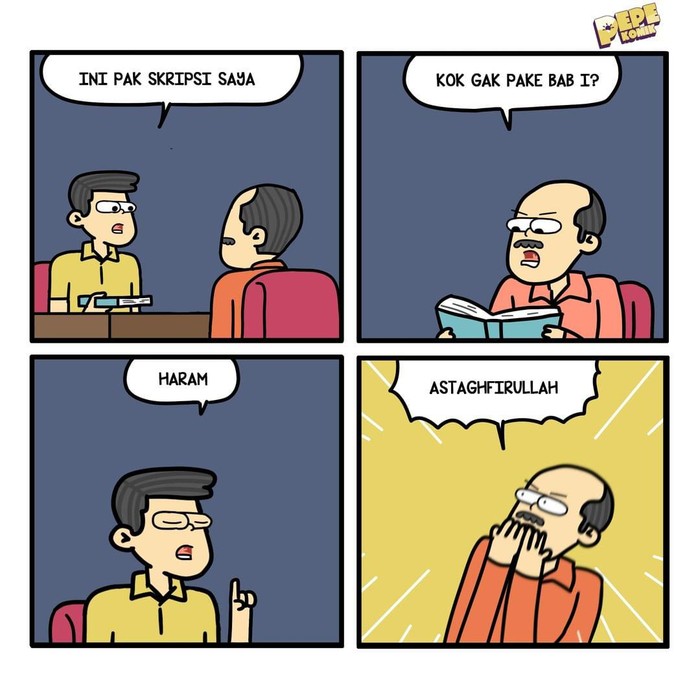 PEPE
KOMIK
INI PAK SKRIPSI SAYA
KOK GAK PAKE BAB I?
HARAM
ASTAGHFIRULLAH